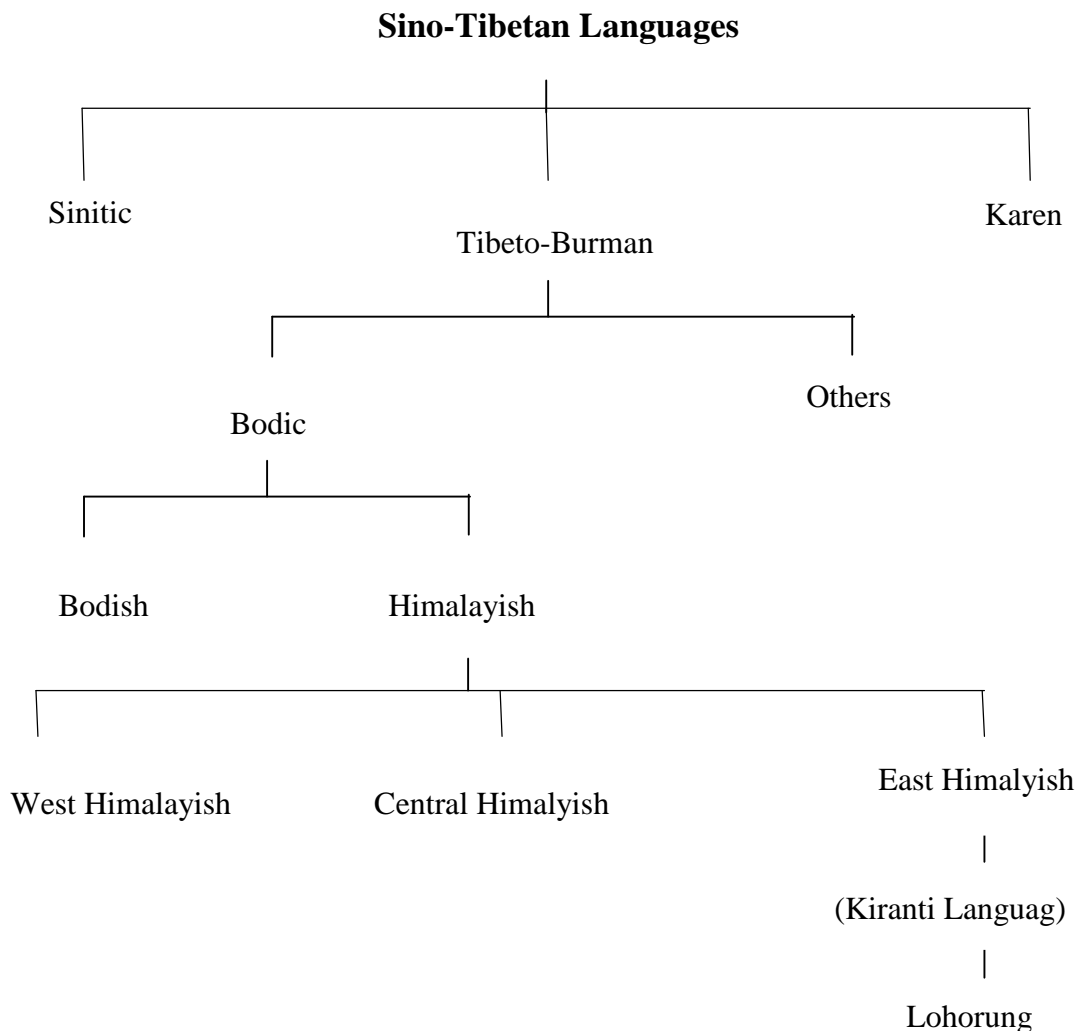 Sino-Tibetan Languages
Sinitic
Karen
Tibeto-Burman
Others
Bodic
Bodish
Himalayish
West Himalayish
Central Himalyish
East Himalyish
(Kiranti Languag)
Lohorung